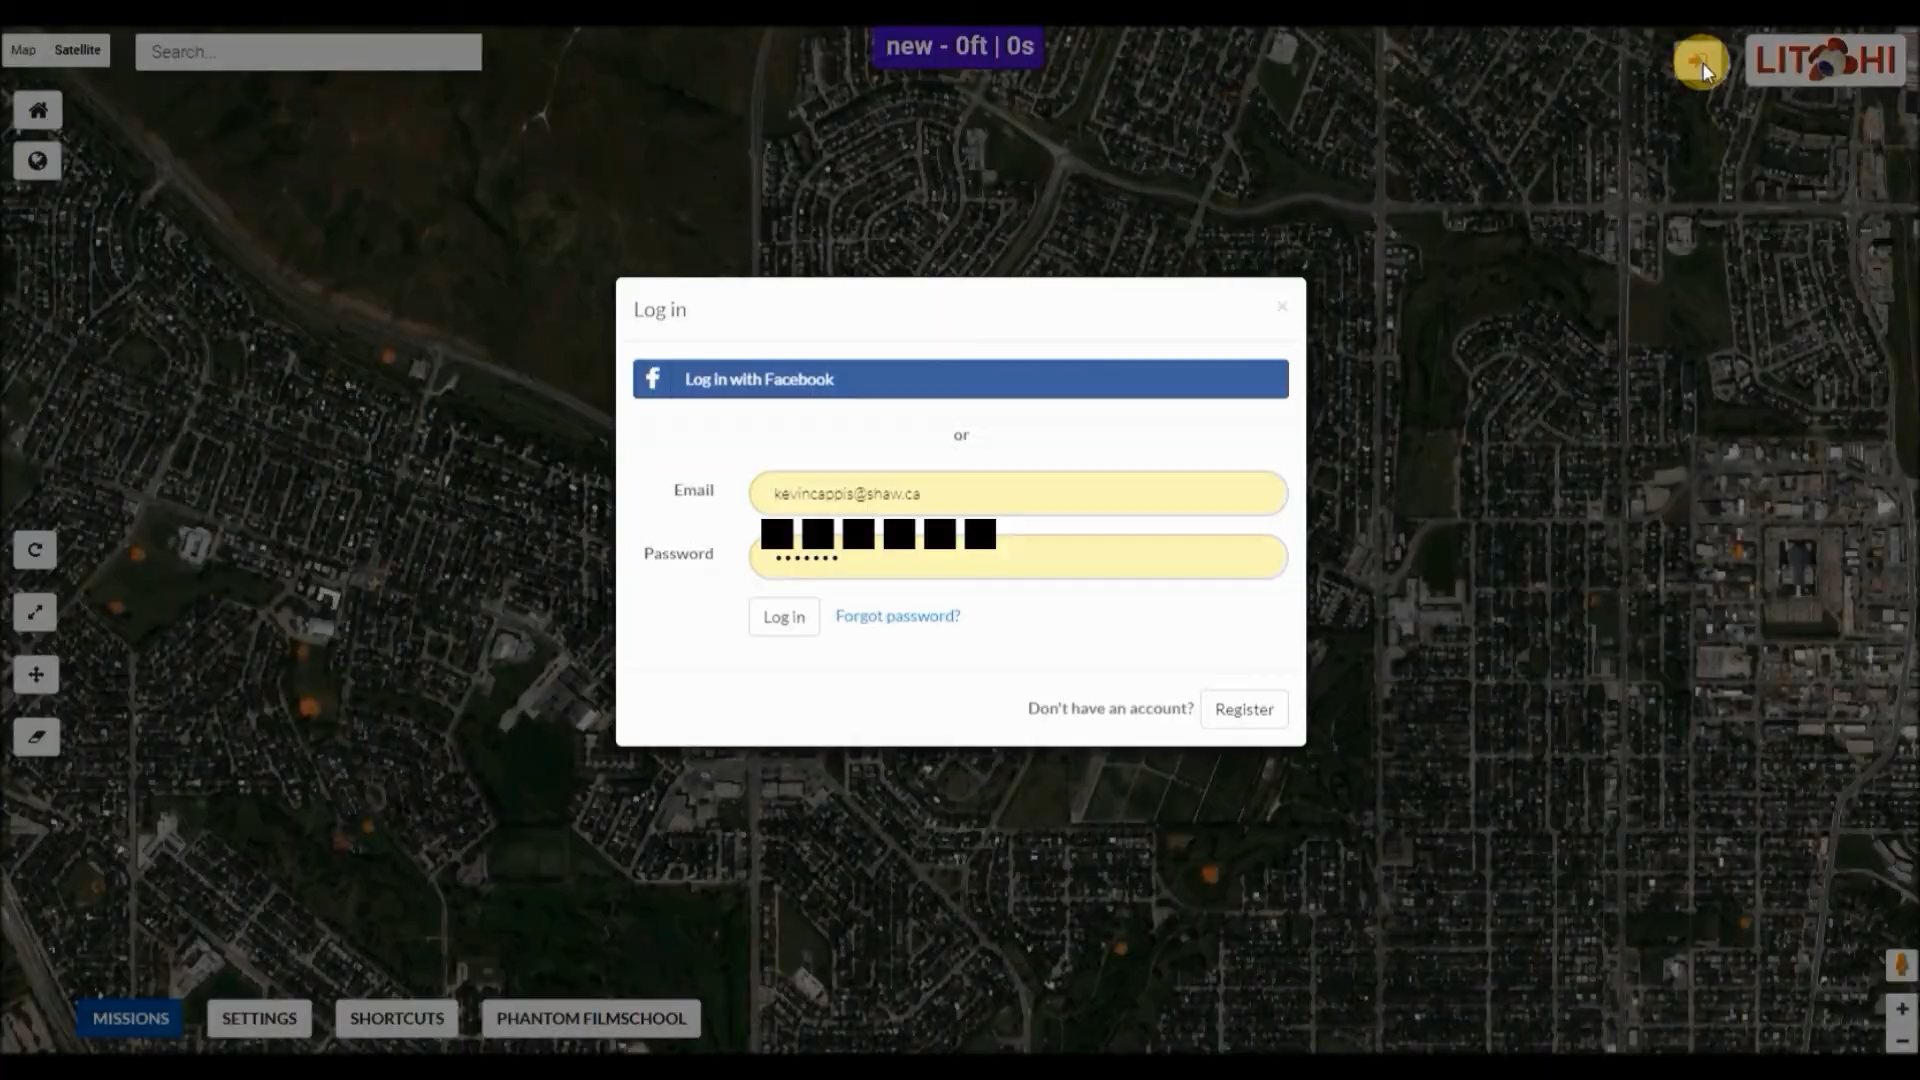 Map Satellite
Search...
new - 0ft | 0s
LITCHI
Log in
×
f Log in with Facebook
or
Email kevincappis@shaw.ca
Password •••••••
Log in Forgot password?
Don't have an account? Register
MISSIONS SETTINGS SHORTCUTS PHANTOM FILMSCHOOL